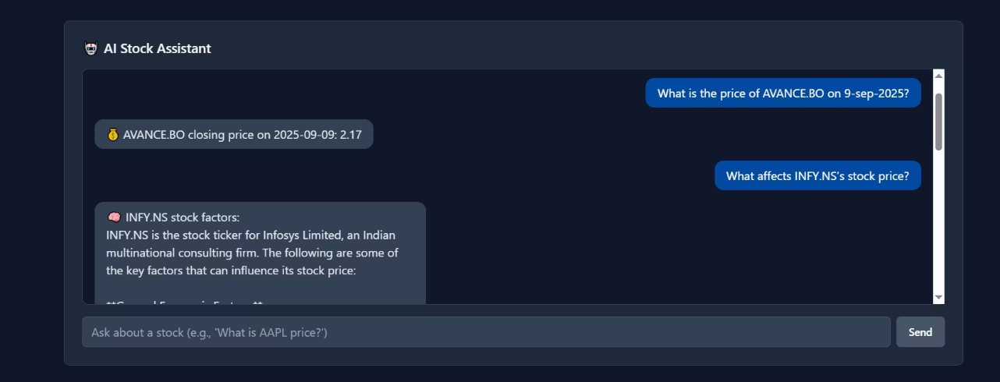 AI Stock Assistant
What is the price of AVANCE.BO on 9-sep-2025?
AVANCE.BO closing price on 2025-09-09: 2.17
What affects INFY.NS's stock price?
INFY.NS stock factors:
INFY.NS is the stock ticker for Infosys Limited, an Indian
multinational consulting firm. The following are some of
the key factors that can influence its stock price:
Ask about a stock (e.g., 'What is AAPL price?')
Send